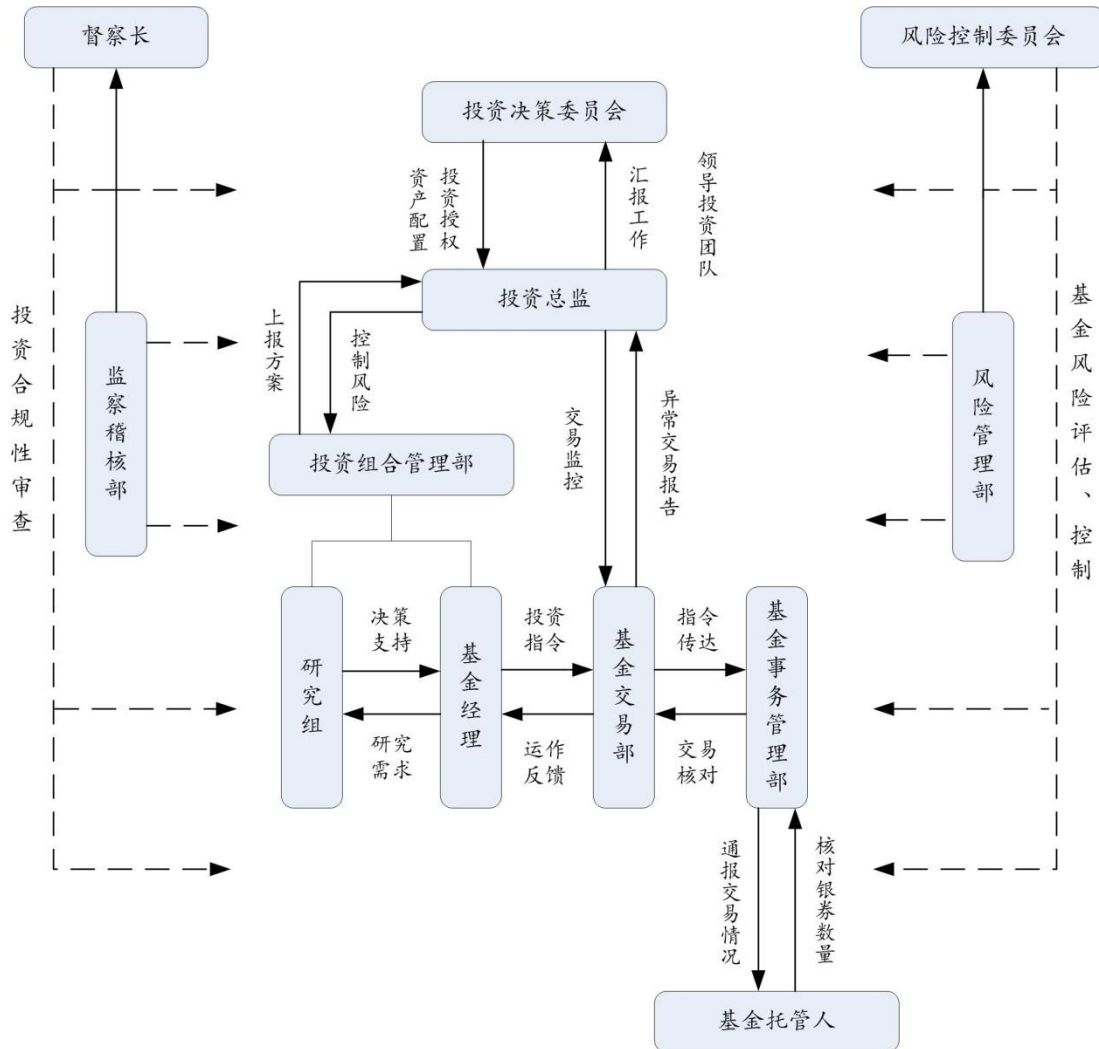 督察长
风险控制委员会
投资决策委员会
资产配置
投资授权
汇报工作
领导投资团队
投资总监
投资合规性审查
监察稽核部
上报方案
控制风险
交易监控
异常交易报告
风险管理部
基金风险评估、控制
投资组合管理部
研究组
决策
支持
研究
需求
基金经理
投资
指令
运作
反馈
基金交易部
指令
传达
交易
核对
基金事务管理部
通报交易情况
核对银券数量
基金托管人